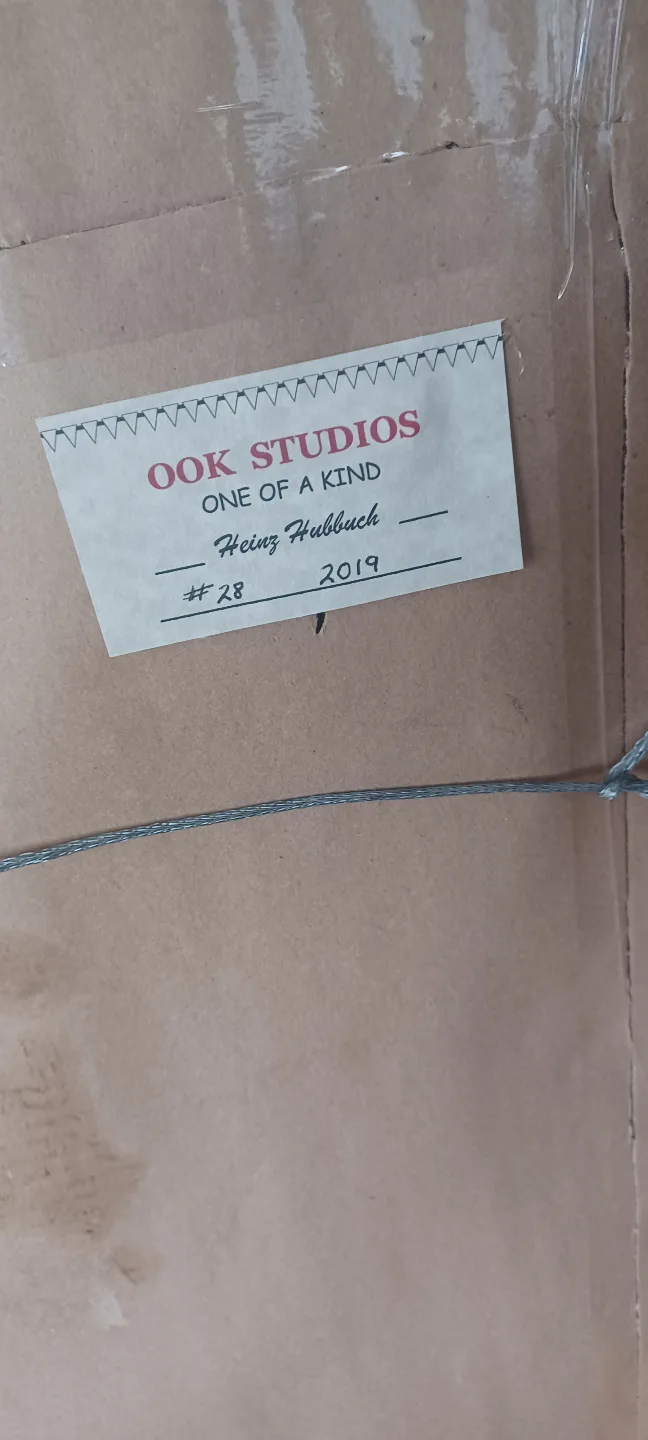 OOK STUDIOS
ONE OF A KIND
Heinz Hubbuch
#28 2019